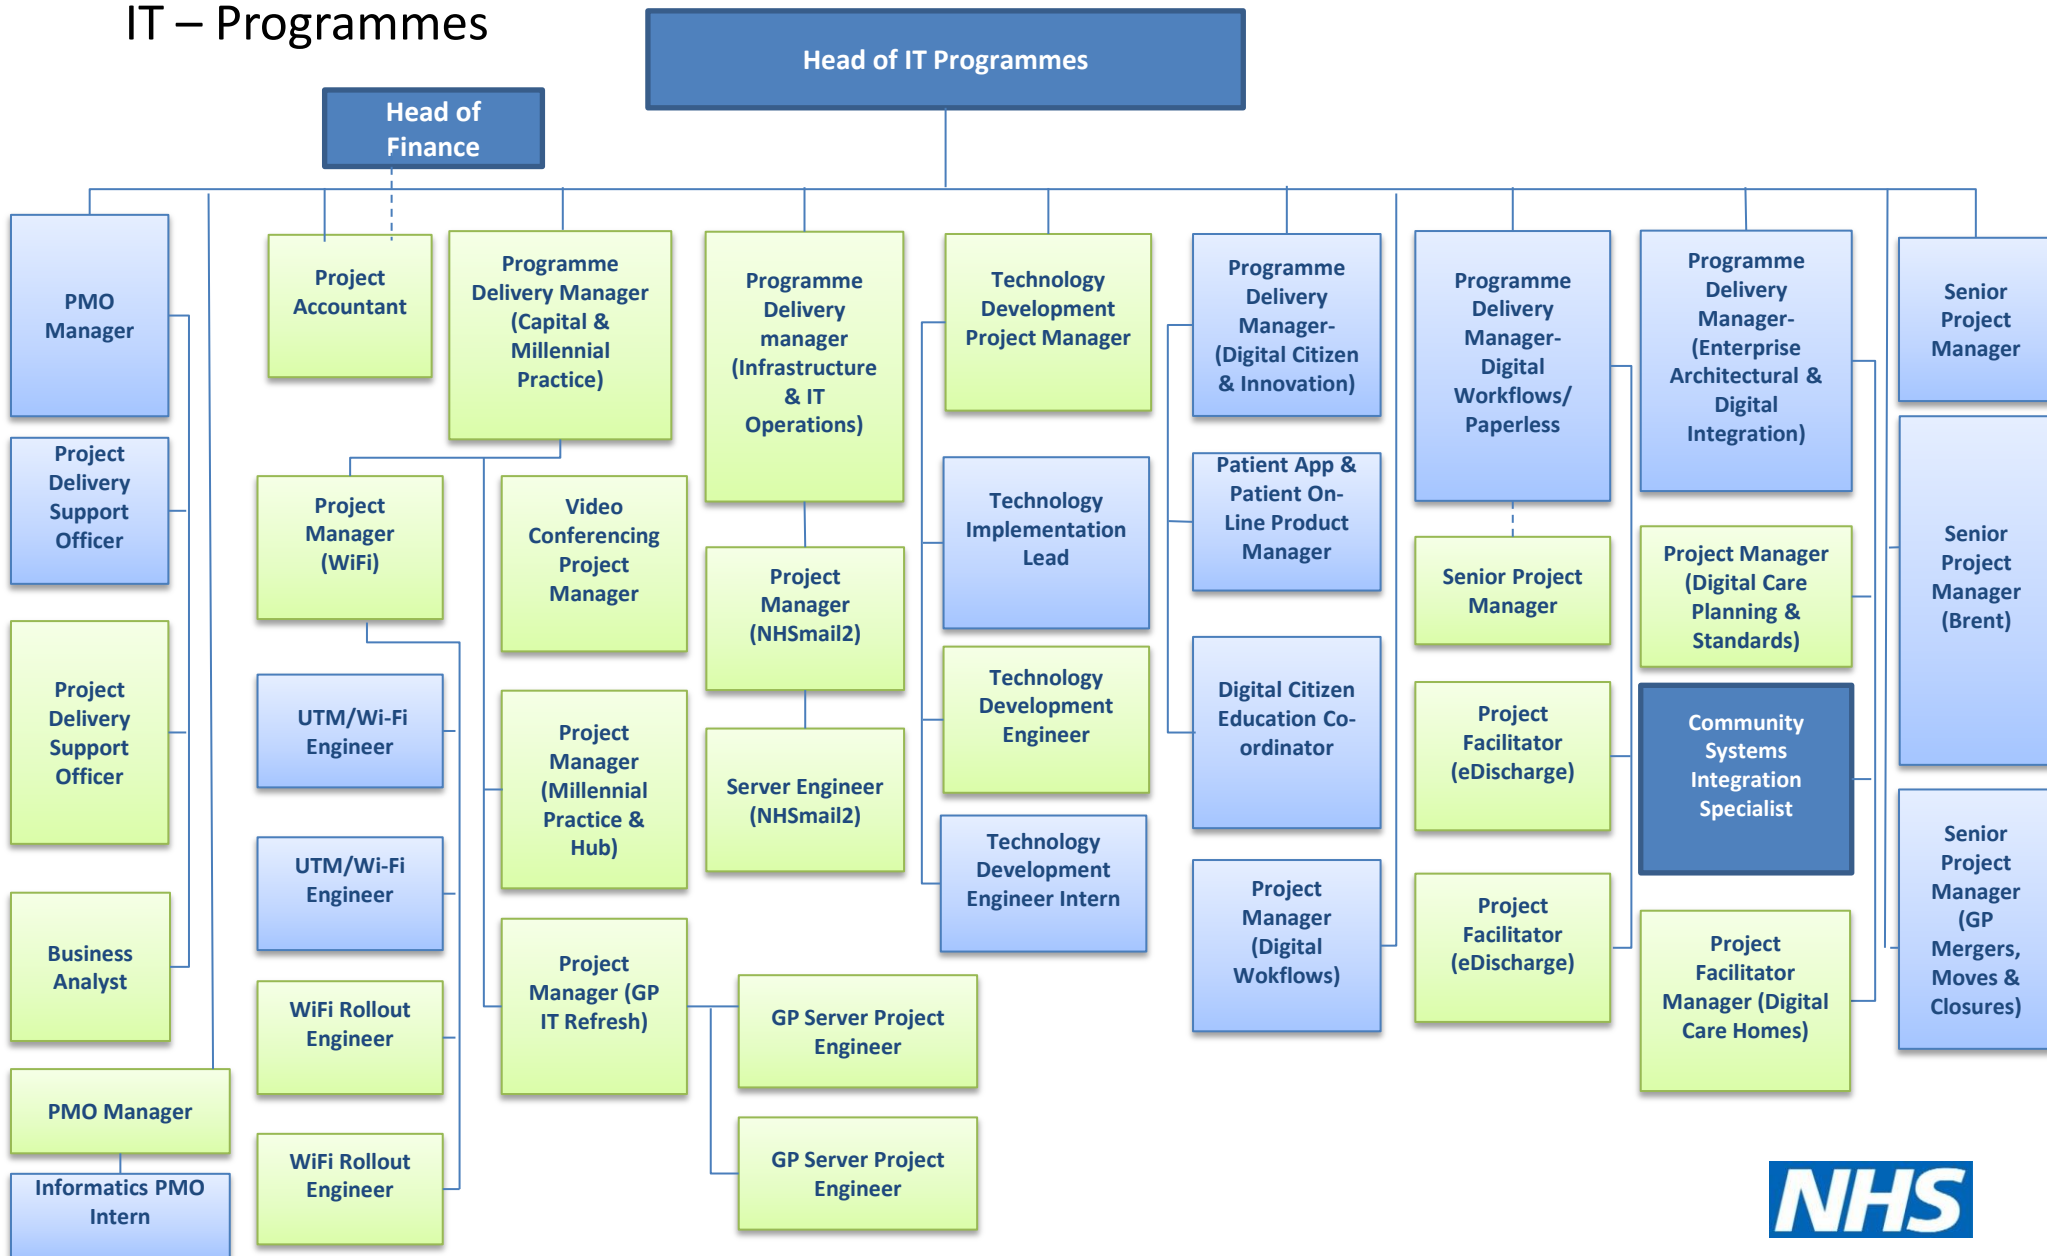 IT – Programmes
Head of IT Programmes
Head of
Finance
PMO
Manager
Project
Delivery
Support
Officer
Project
Delivery
Support
Officer
Business
Analyst
PMO Manager
Informatics PMO
Intern
Project
Accountant
Programme
Delivery Manager
(Capital &
Millennial
Practice)
Project
Manager
(WiFi)
UTM/Wi-Fi
Engineer
UTM/Wi-Fi
Engineer
WiFi Rollout
Engineer
WiFi Rollout
Engineer
Video
Conferencing
Project
Manager
Project
Manager
(Millennial
Practice &
Hub)
Project
Manager (GP
IT Refresh)
GP Server Project
Engineer
GP Server Project
Engineer
Programme
Delivery
manager
(Infrastructure
& IT
Operations)
Project
Manager
(NHSmail2)
Server Engineer
(NHSmail2)
Technology
Development
Project Manager
Technology
Implementation
Lead
Technology
Development
Engineer
Technology
Development
Engineer Intern
Programme
Delivery
Manager-
(Digital Citizen
& Innovation)
Patient App &
Patient On-
Line Product
Manager
Digital Citizen
Education Co-
ordinator
Project
Manager
(Digital
Wokflows)
Programme
Delivery
Manager-
Digital
Workflows/
Paperless
Senior Project
Manager
Project
Facilitator
(eDischarge)
Project
Facilitator
(eDischarge)
Programme
Delivery
Manager-
(Enterprise
Architectural &
Digital
Integration)
Project Manager
(Digital Care
Planning &
Standards)
Community
Systems
Integration
Specialist
Project
Facilitator
Manager (Digital
Care Homes)
Senior
Project
Manager
Senior
Project
Manager
(Brent)
Senior
Project
Manager
(GP
Mergers,
Moves &
Closures)
NHS